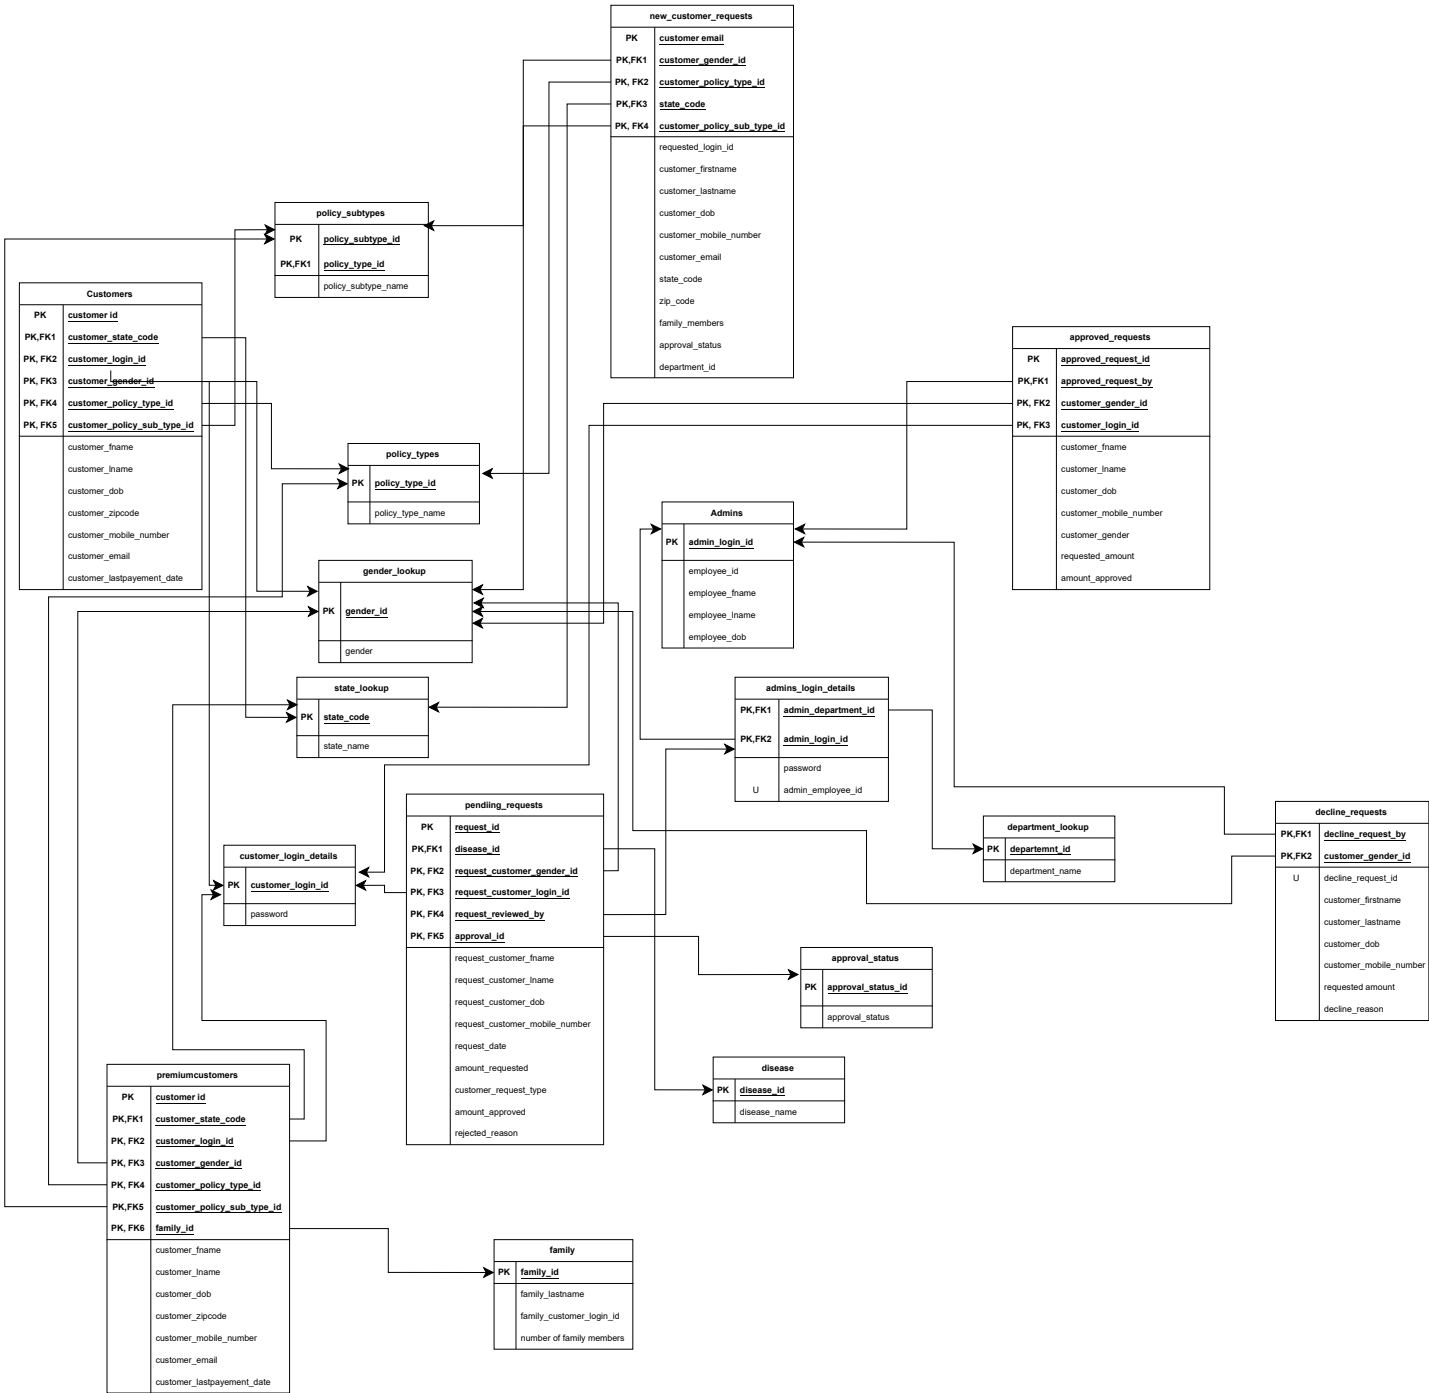 new_customer_requests
PK customer email
PK,FK1 customer_gender_id
PK, FK2 customer_policy_type_id
PK,FK3 state_code
PK, FK4 customer_policy_sub_type_id
requested_login_id
customer_firstname
customer_lastname
customer_dob
customer_mobile_number
customer_email
state_code
zip_code
family_members
approval_status
department_id
policy_subtypes
PK policy_subtype_id
PK,FK1 policy_type_id
policy_subtype_name
Customers
PK customer id
PK,FK1 customer_state_code
PK, FK2 customer_login_id
PK, FK3 customer_gender_id
PK, FK4 customer_policy_type_id
PK, FK5 customer_policy_sub_type_id
customer_fname
customer_lname
customer_dob
customer_zipcode
customer_mobile_number
customer_email
customer_lastpayement_date
approved_requests
PK approved_request_id
PK,FK1 approved_request_by
PK, FK2 customer_gender_id
PK, FK3 customer_login_id
customer_fname
customer_lname
customer_dob
customer_mobile_number
customer_gender
requested_amount
amount_approved
policy_types
PK policy_type_id
policy_type_name
Admins
PK admin_login_id
employee_id
employee_fname
employee_lname
employee_dob
gender_lookup
PK gender_id
gender
state_lookup
PK state_code
state_name
admins_login_details
PK,FK1 admin_department_id
PK,FK2 admin_login_id
password
U admin_employee_id
pendiing_requests
PK request_id
PK,FK1 disease_id
PK, FK2 request_customer_gender_id
PK, FK3 request_customer_login_id
PK, FK4 request_reviewed_by
PK, FK5 approval_id
request_customer_fname
request_customer_lname
request_customer_dob
request_customer_mobile_number
request_date
amount_requested
customer_request_type
amount_approved
rejected_reason
decline_requests
PK,FK1 decline_request_by
PK,FK2 customer_gender_id
U decline_request_id
customer_firstname
customer_lastname
customer_dob
customer_mobile_number
requested amount
decline_reason
department_lookup
PK departemnt_id
department_name
customer_login_details
PK customer_login_id
password
approval_status
PK approval_status_id
approval_status
disease
PK disease_id
disease_name
premiumcustomers
PK customer id
PK,FK1 customer_state_code
PK, FK2 customer_login_id
PK, FK3 customer_gender_id
PK, FK4 customer_policy_type_id
PK,FK5 customer_policy_sub_type_id
PK, FK6 family_id
customer_fname
customer_lname
customer_dob
customer_zipcode
customer_mobile_number
customer_email
customer_lastpayement_date
family
PK family_id
family_lastname
family_customer_login_id
number of family members